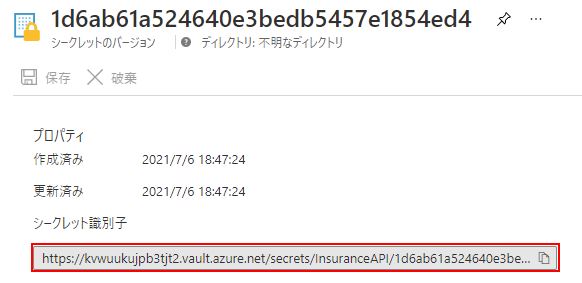 1d6ab61a524640e3bedb5457e1854ed4
シークレットのバージョン ディレクトリ: 不明なディレクトリ
保存 破棄
プロパティ
作成済み 2021/7/6 18:47:24
更新済み 2021/7/6 18:47:24
シークレット識別子
https://kvwuukujpb3tjt2.vault.azure.net/secrets/InsuranceAPI/1d6ab61a524640e3be...